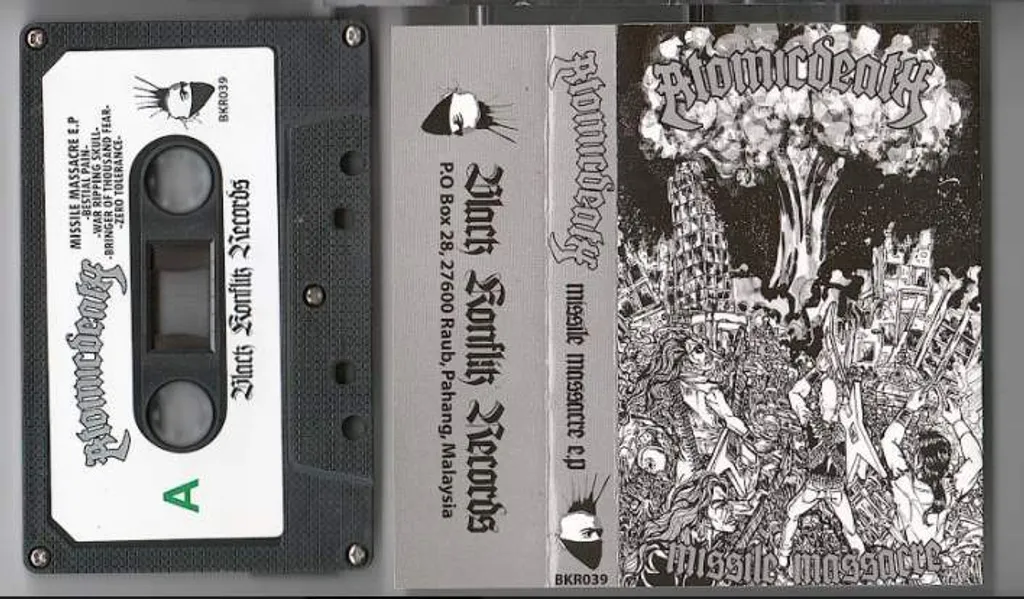 BKR039
MISSILE MASSACRE E.P
-BESTIAL PAIN-
-WAR RIPPING SKULL-
-BRINGER OF THOUSAND FEAR-
-ZERO TOLERANCE-
Atomicdeath
Black Konflik Records
A
Black Konflik Records
P.O Box 28, 27600 Raub, Pahang, Malaysia
Atomicdeath
missile massacre e.p
BKR039
Atomicdeath
missile massacre